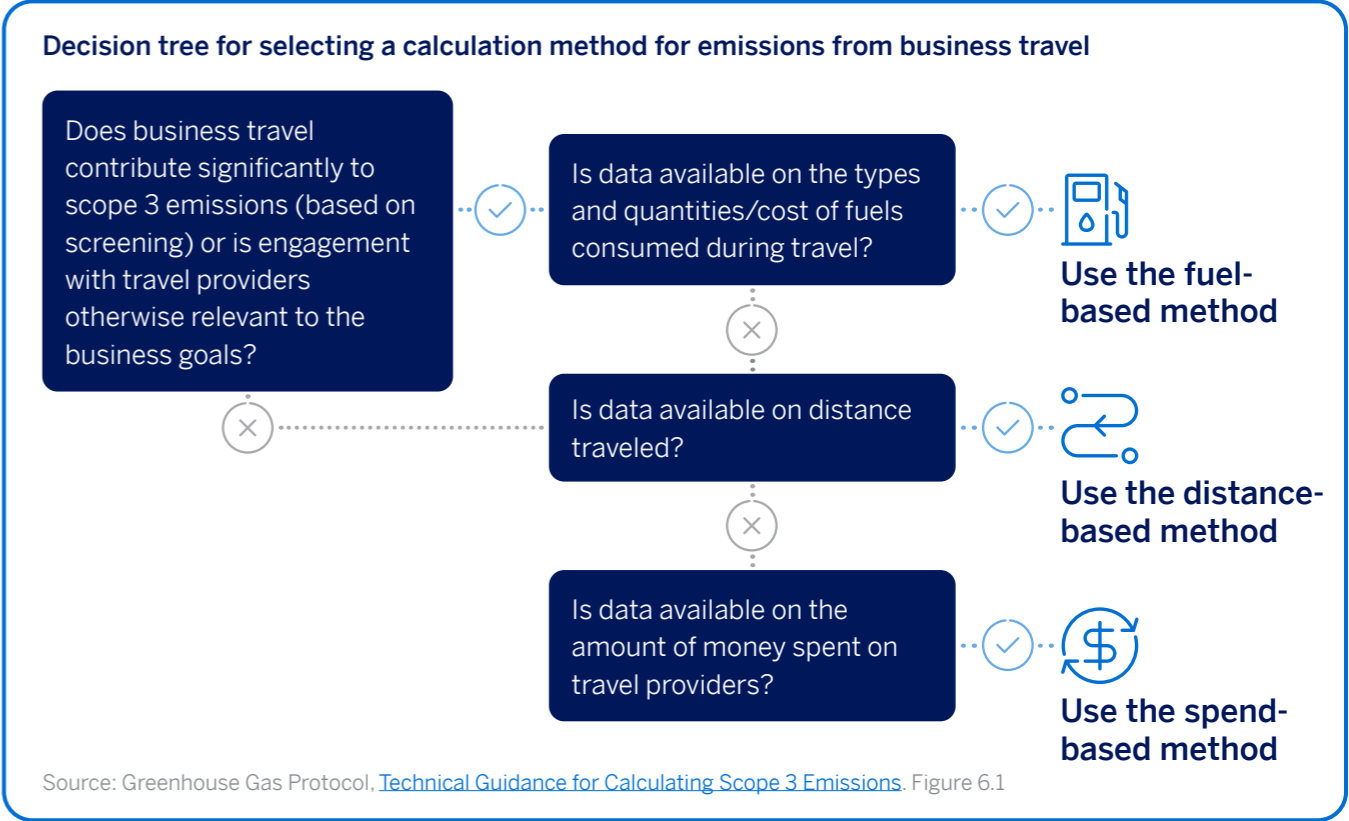 Decision tree for selecting a calculation method for emissions from business travel
Does business travel
contribute significantly to
scope 3 emissions (based on
screening) or is engagement
with travel providers
otherwise relevant to the
business goals?
Is data available on the types
and quantities/cost of fuels
consumed during travel?
Use the fuel-
based method
Is data available on distance
traveled?
Use the distance-
based method
Is data available on the
amount of money spent on
travel providers?
Use the spend-
based method
Source: Greenhouse Gas Protocol, Technical Guidance for Calculating Scope 3 Emissions. Figure 6.1